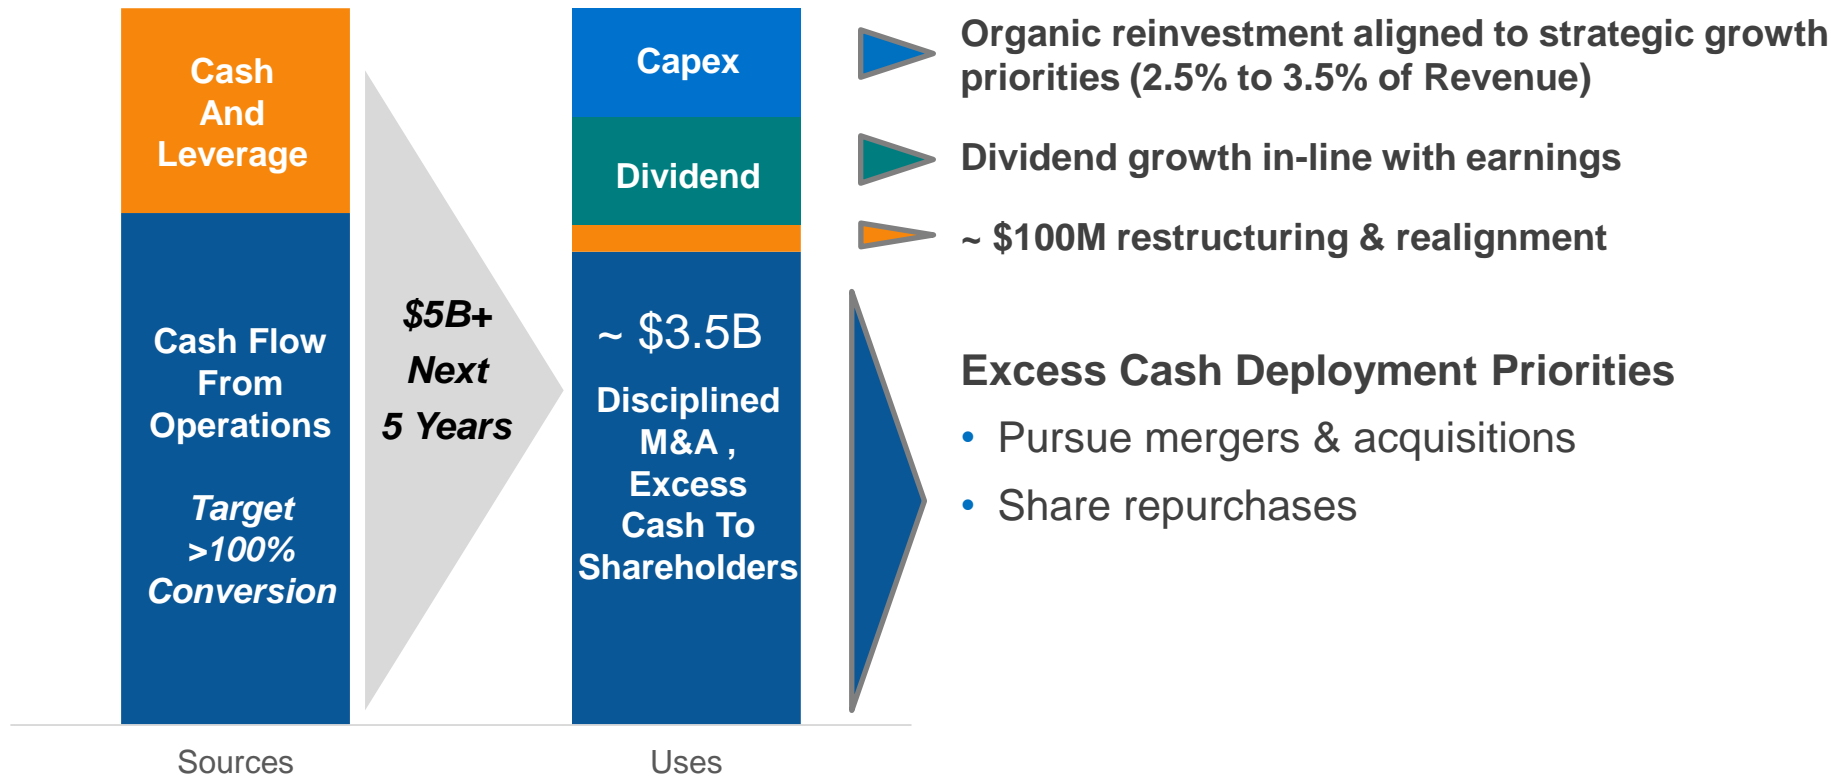 Cash
And
Leverage
Cash Flow
From
Operations
Target
>100%
Conversion
$5B+
Next
5 Years
Capex
Dividend
~ $3.5B
Disciplined
M&A ,
Excess
Cash To
Shareholders
Organic reinvestment aligned to strategic growth
priorities (2.5% to 3.5% of Revenue)
Dividend growth in-line with earnings
~ $100M restructuring & realignment
Excess Cash Deployment Priorities
• Pursue mergers & acquisitions
• Share repurchases
Sources
Uses